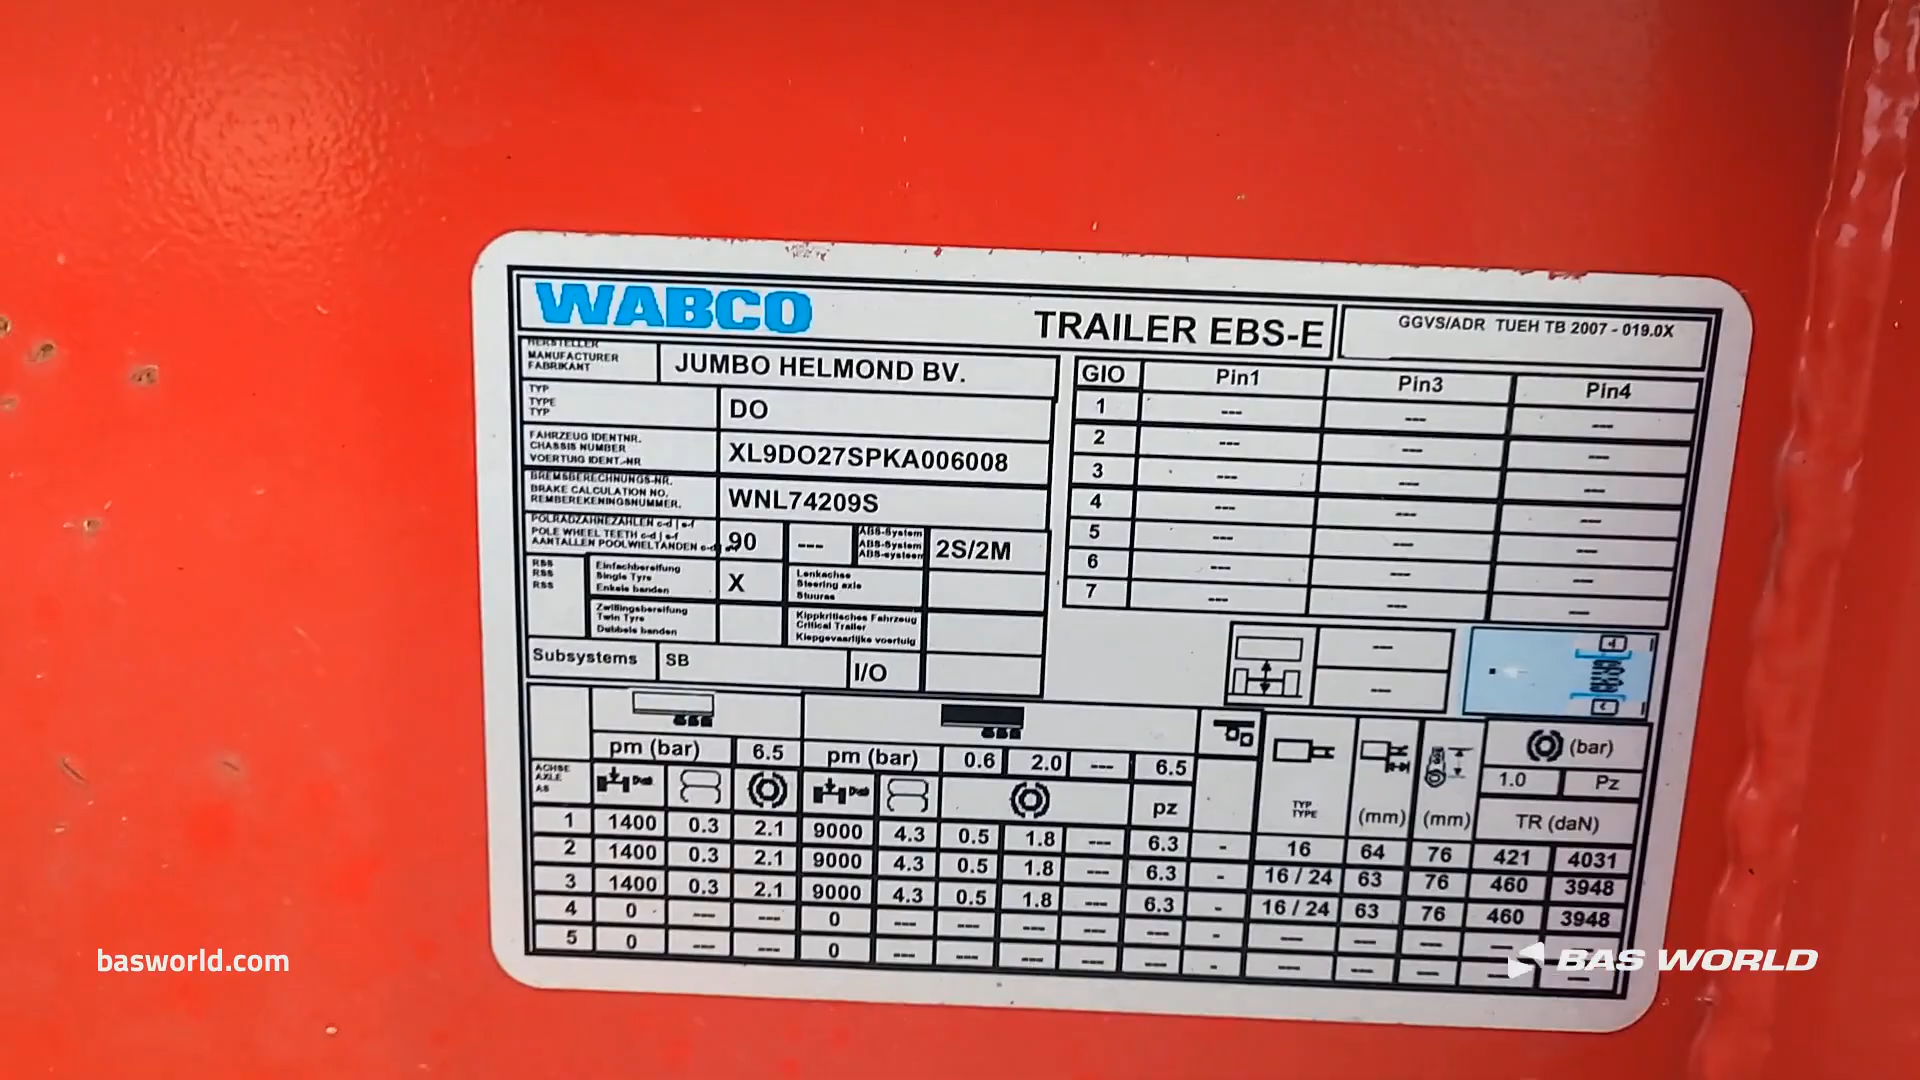 WABCO
TRAILER EBS-E
GGVS/ADR TUEH TB 2007 - 019.0X
HERSTELLER
MANUFACTURER
FABRIKANT
JUMBO HELMOND BV.
TYP
TYPE
TYP
DO
FAHRZEUG IDENTNR.
CHASSIS NUMBER
VOERTUIG IDENT.-NR
XL9DO27SPKA006008
BREMSBERECHNUNGS-NR.
BRAKE CALCULATION NO.
REMBEREKENINGSNUMMER.
WNL74209S
POLRADZAHNEZAHLEN c-d | e-f
POLE WHEEL TEETH c-d | e-f
AANTALLEN POOLWIELTANDEN c-d
90 ---
ABS-System
ABS-System
ABS-systeem
2S/2M
RSS
RSS
RSS
Einfachbereifung
Single Tyre
Enkele banden
X
Lenkachse
Steering axle
Stuuras
Zwillingsbereifung
Twin Tyre
Dubbele banden
Kippkritisches Fahrzeug
Critical Trailer
Kiepgevaarlijke voertuig
Subsystems SB I/O
GIO Pin1 Pin3 Pin4
1 --- --- ---
2 --- --- ---
3 --- --- ---
4 --- --- ---
5 --- --- ---
6 --- --- ---
7 --- --- ---
---
---
pm (bar) 6.5 pm (bar) 0.6 2.0 --- 6.5
(bar)
1.0 Pz
ACHSE
AXLE
AS
pz
TYP
TYPE
(mm) (mm) TR (daN)
1 1400 0.3 2.1 9000 4.3 0.5 1.8 --- 6.3 - 16 64 76 421 4031
2 1400 0.3 2.1 9000 4.3 0.5 1.8 --- 6.3 - 16 / 24 63 76 460 3948
3 1400 0.3 2.1 9000 4.3 0.5 1.8 --- 6.3 - 16 / 24 63 76 460 3948
4 0 --- --- 0 --- --- --- --- --- - --- --- --- --- ---
5 0 --- --- 0 --- --- --- --- --- - --- --- --- --- ---
basworld.com
BAS WORLD